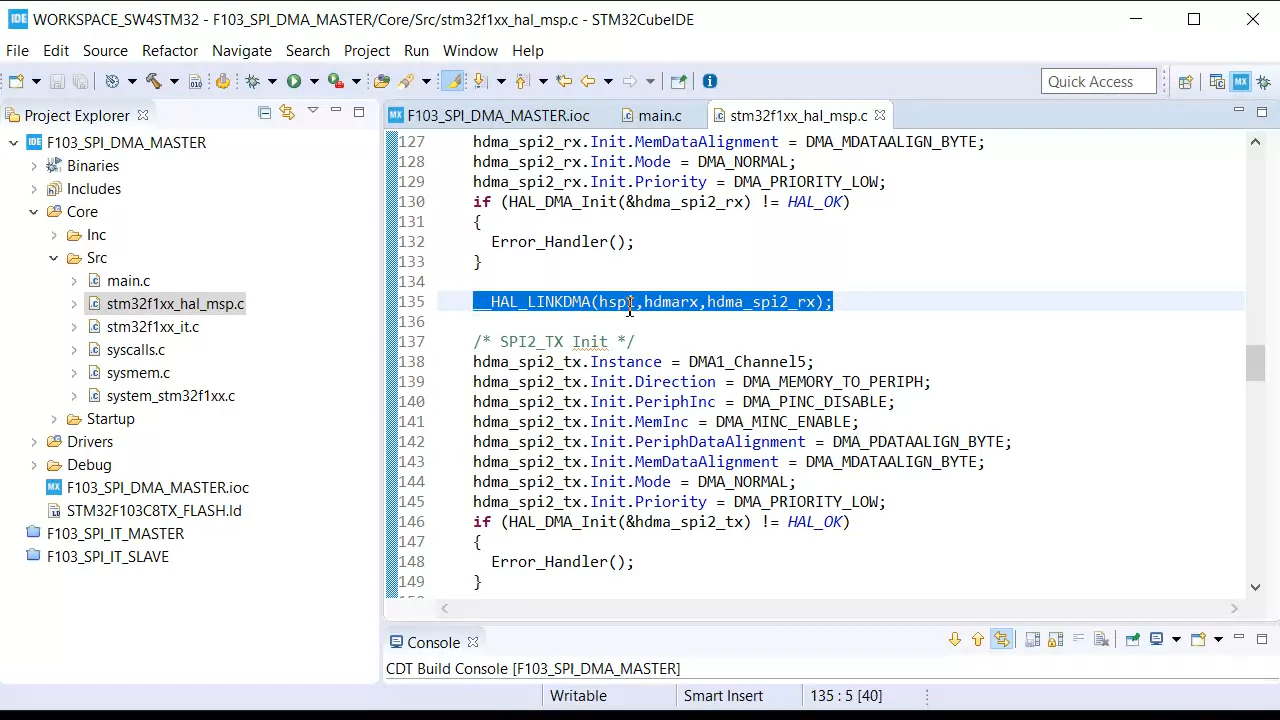 IDE WORKSPACE_SW4STM32 - F103_SPI_DMA_MASTER/Core/Src/stm32f1xx_hal_msp.c - STM32CubeIDE
File Edit Source Refactor Navigate Search Project Run Window Help
Quick Access
Project Explorer
MX F103_SPI_DMA_MASTER.ioc
main.c
stm32f1xx_hal_msp.c
IDE F103_SPI_DMA_MASTER
Binaries
Includes
Core
Inc
Src
main.c
stm32f1xx_hal_msp.c
stm32f1xx_it.c
syscalls.c
sysmem.c
system_stm32f1xx.c
Startup
Drivers
Debug
MX F103_SPI_DMA_MASTER.ioc
STM32F103C8TX_FLASH.ld
F103_SPI_IT_MASTER
F103_SPI_IT_SLAVE
127 hdma_spi2_rx.Init.MemDataAlignment = DMA_MDATAALIGN_BYTE;
128 hdma_spi2_rx.Init.Mode = DMA_NORMAL;
129 hdma_spi2_rx.Init.Priority = DMA_PRIORITY_LOW;
130 if (HAL_DMA_Init(&hdma_spi2_rx) != HAL_OK)
131 {
132 Error_Handler();
133 }
134
135 __HAL_LINKDMA(hspi,hdmarx,hdma_spi2_rx);
136
137 /* SPI2_TX Init */
138 hdma_spi2_tx.Instance = DMA1_Channel5;
139 hdma_spi2_tx.Init.Direction = DMA_MEMORY_TO_PERIPH;
140 hdma_spi2_tx.Init.PeriphInc = DMA_PINC_DISABLE;
141 hdma_spi2_tx.Init.MemInc = DMA_MINC_ENABLE;
142 hdma_spi2_tx.Init.PeriphDataAlignment = DMA_PDATAALIGN_BYTE;
143 hdma_spi2_tx.Init.MemDataAlignment = DMA_MDATAALIGN_BYTE;
144 hdma_spi2_tx.Init.Mode = DMA_NORMAL;
145 hdma_spi2_tx.Init.Priority = DMA_PRIORITY_LOW;
146 if (HAL_DMA_Init(&hdma_spi2_tx) != HAL_OK)
147 {
148 Error_Handler();
149 }
Console
CDT Build Console [F103_SPI_DMA_MASTER]
Writable Smart Insert 135 : 5 [40]